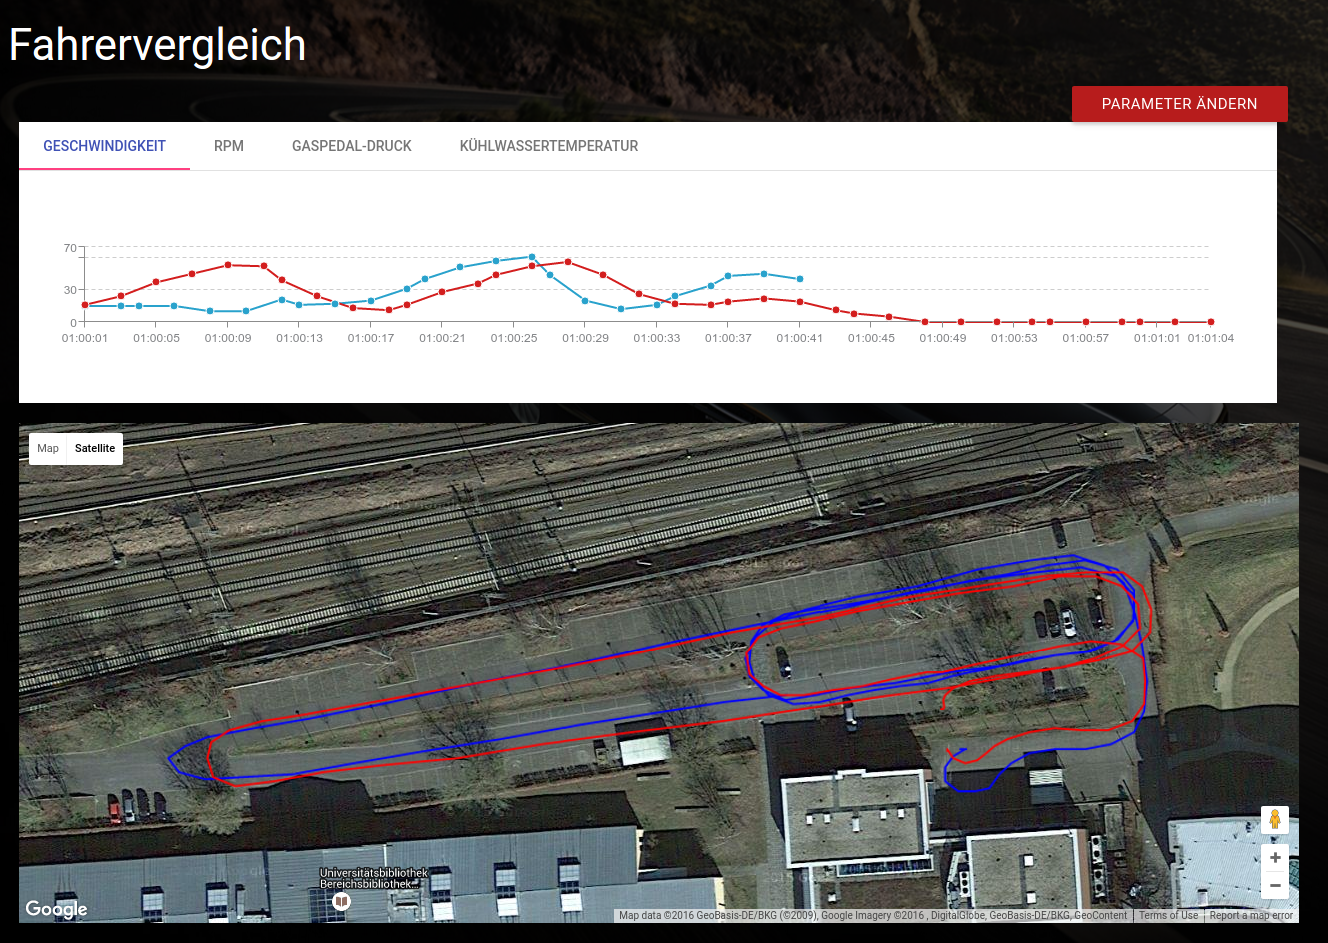 Fahrervergleich
PARAMETER ÄNDERN
GESCHWINDIGKEIT RPM GASPEDAL-DRUCK KÜHLWASSERTEMPERATUR
70
30
0
01:00:01 01:00:05 01:00:09 01:00:13 01:00:17 01:00:21 01:00:25 01:00:29 01:00:33 01:00:37 01:00:41 01:00:45 01:00:49 01:00:53 01:00:57 01:01:01 01:01:04
Map Satellite
Universitätsbibliothek
Bereichsbibliothek...
Google
Map data ©2016 GeoBasis-DE/BKG (©2009), Google Imagery ©2016 , DigitalGlobe, GeoBasis-DE/BKG, GeoContent Terms of Use Report a map error